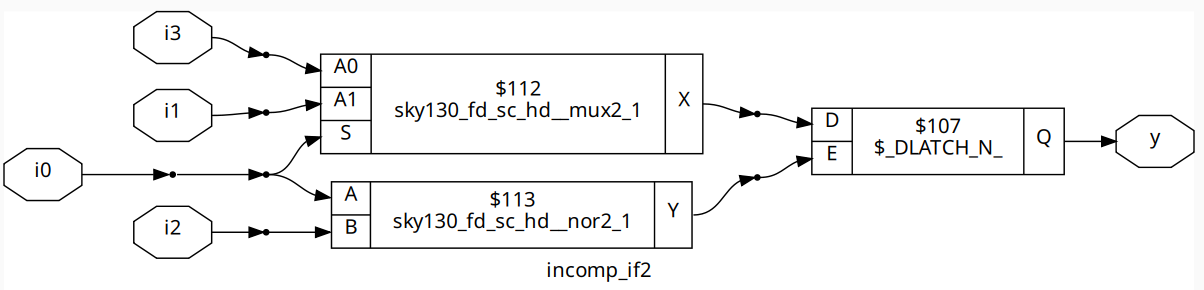 i3
i1
i0
i2
A0
A1
S
$112
sky130_fd_sc_hd__mux2_1
X
A
B
$113
sky130_fd_sc_hd__nor2_1
Y
D
E
$107
$_DLATCH_N_
Q
y
incomp_if2